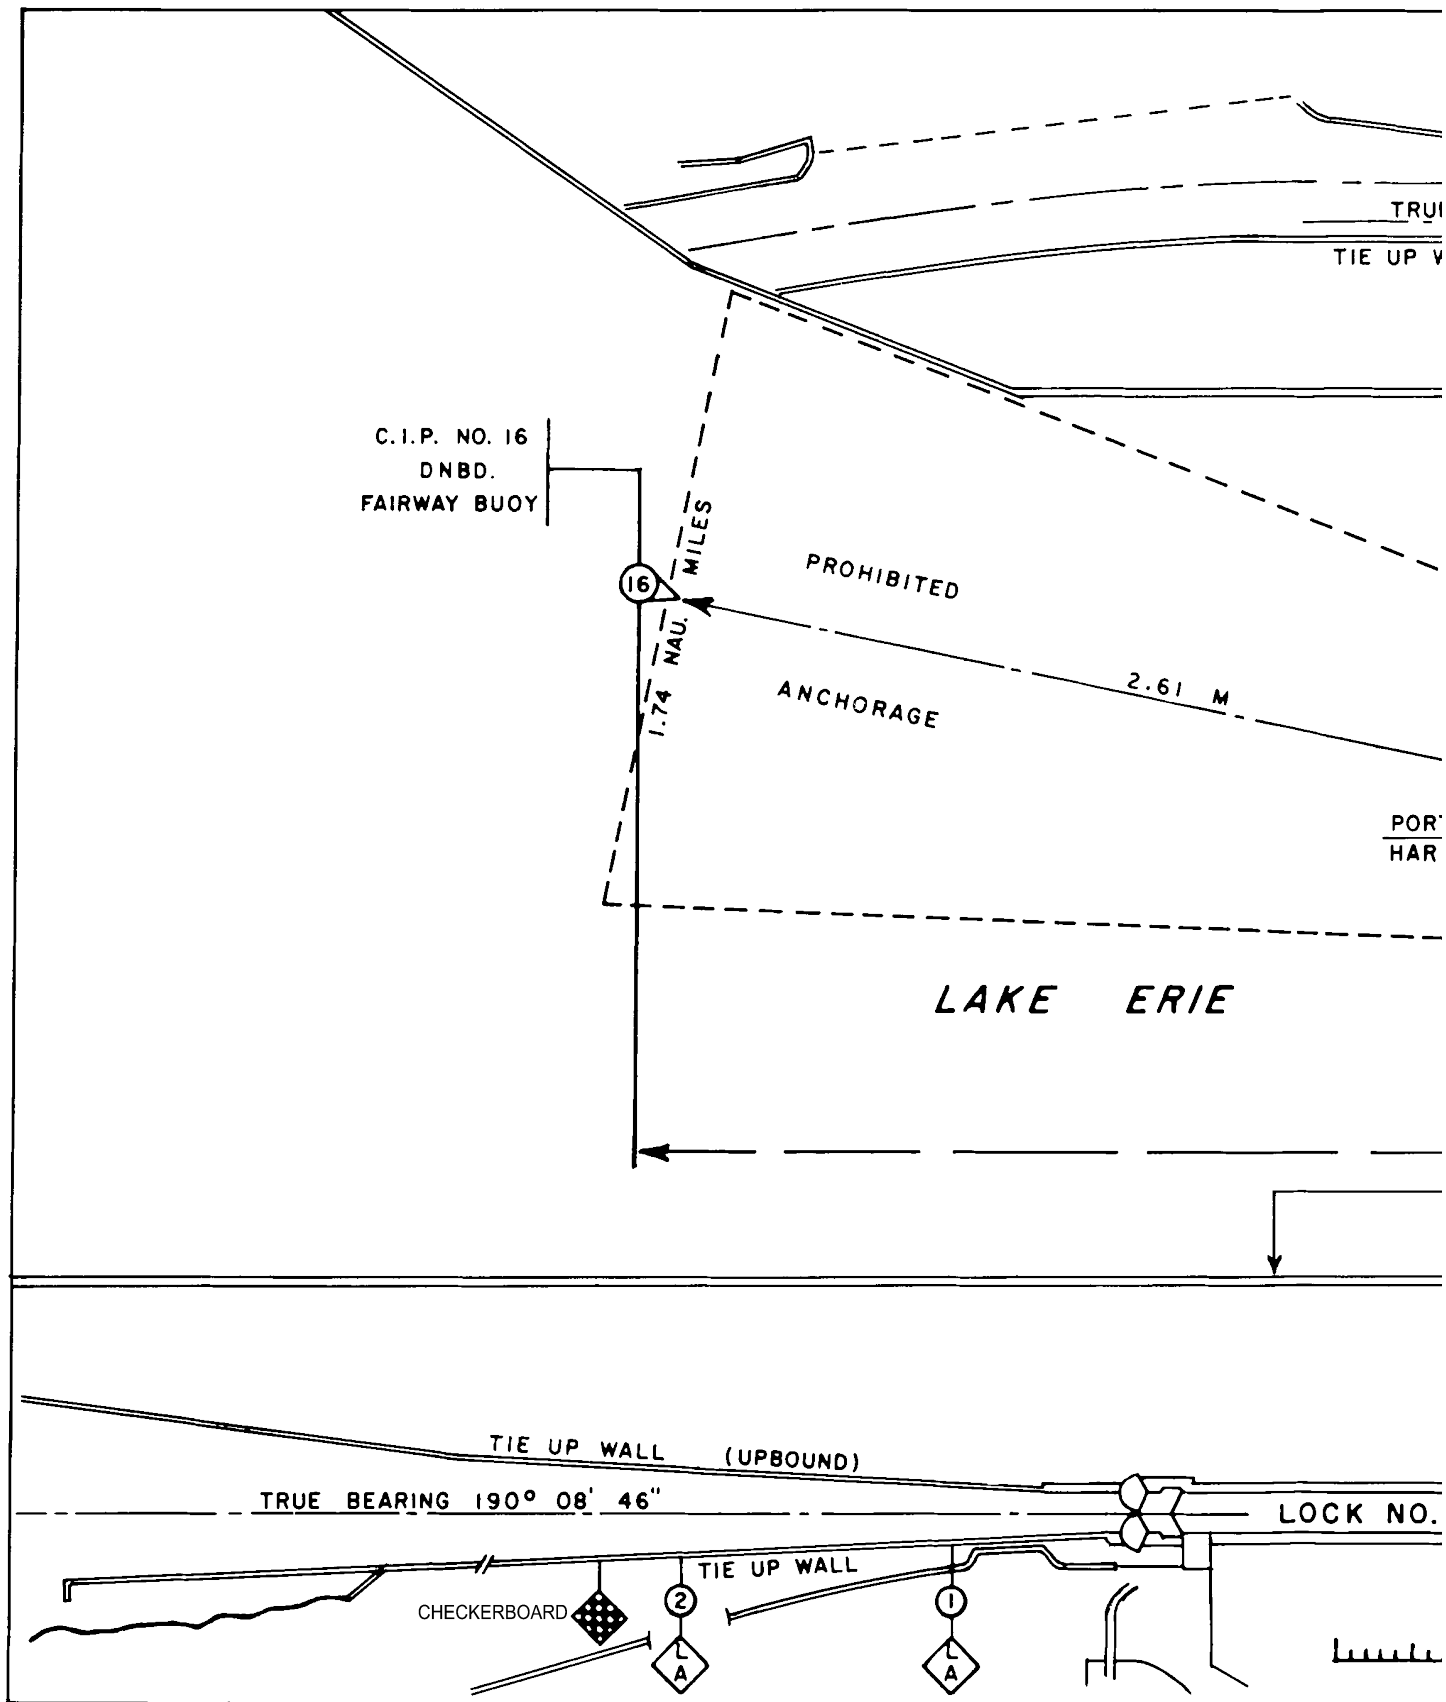 TRU
TIE UP W
C.I.P. NO. 16
DNBD.
FAIRWAY BUOY
16
1.74 NAU. MILES
PROHIBITED
ANCHORAGE
2.61 M
PORT
HAR
LAKE ERIE
TIE UP WALL (UPBOUND)
TRUE BEARING 190° 08' 46"
LOCK NO.
TIE UP WALL
CHECKERBOARD
2
1
L
A
L
A